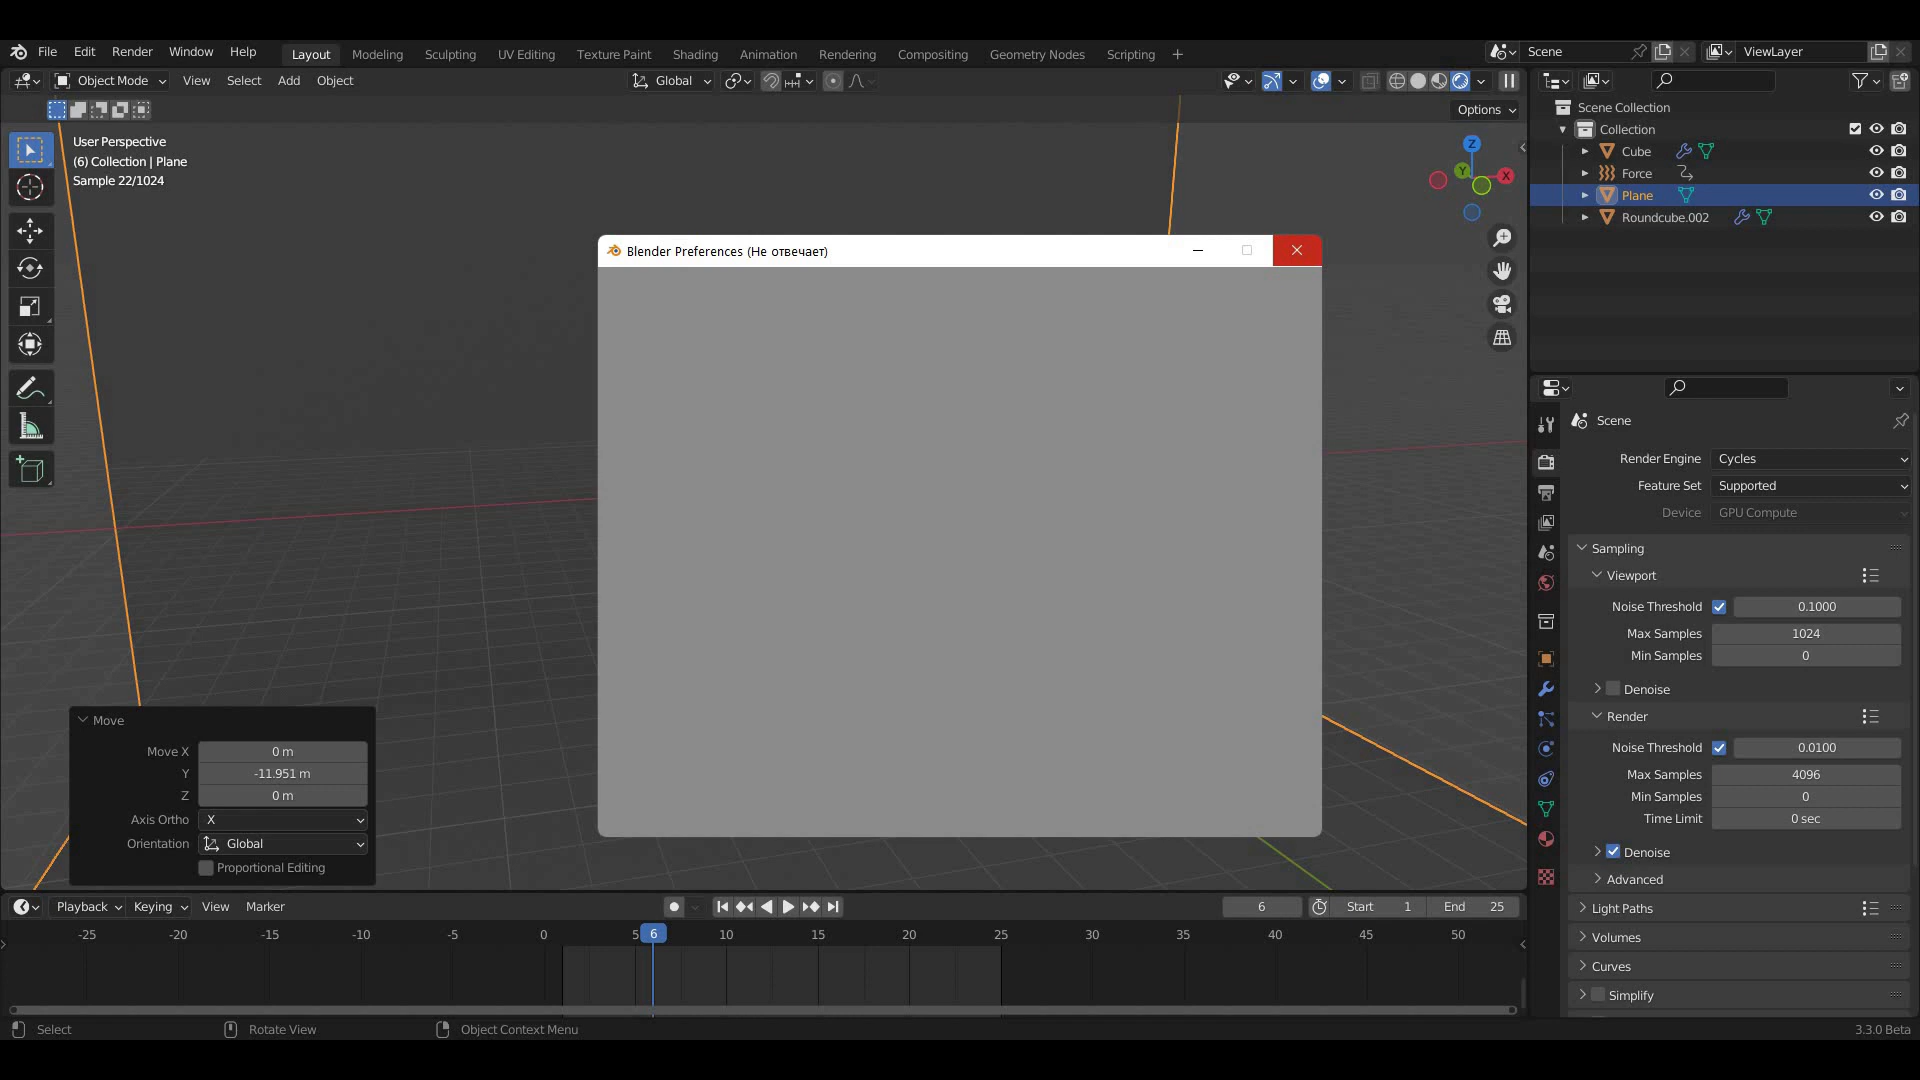 File Edit Render Window Help Layout Modeling Sculpting UV Editing Texture Paint Shading Animation Rendering Compositing Geometry Nodes Scripting + Scene ViewLayer
Object Mode View Select Add Object Global
Options
User Perspective
(6) Collection | Plane
Sample 22/1024
Z
Y
X
Blender Preferences (Не отвечает)
Move
Move X 0 m
Y -11.951 m
Z 0 m
Axis Ortho X
Orientation Global
Proportional Editing
Scene Collection
Collection
Cube
Force
Plane
Roundcube.002
Scene
Render Engine Cycles
Feature Set Supported
Device GPU Compute
Sampling
Viewport
Noise Threshold 0.1000
Max Samples 1024
Min Samples 0
Denoise
Render
Noise Threshold 0.0100
Max Samples 4096
Min Samples 0
Time Limit 0 sec
Denoise
Advanced
Light Paths
Volumes
Curves
Simplify
Playback Keying View Marker 6 Start 1 End 25
-25 -20 -15 -10 -5 0 5 6 10 15 20 25 30 35 40 45 50
Select Rotate View Object Context Menu 3.3.0 Beta